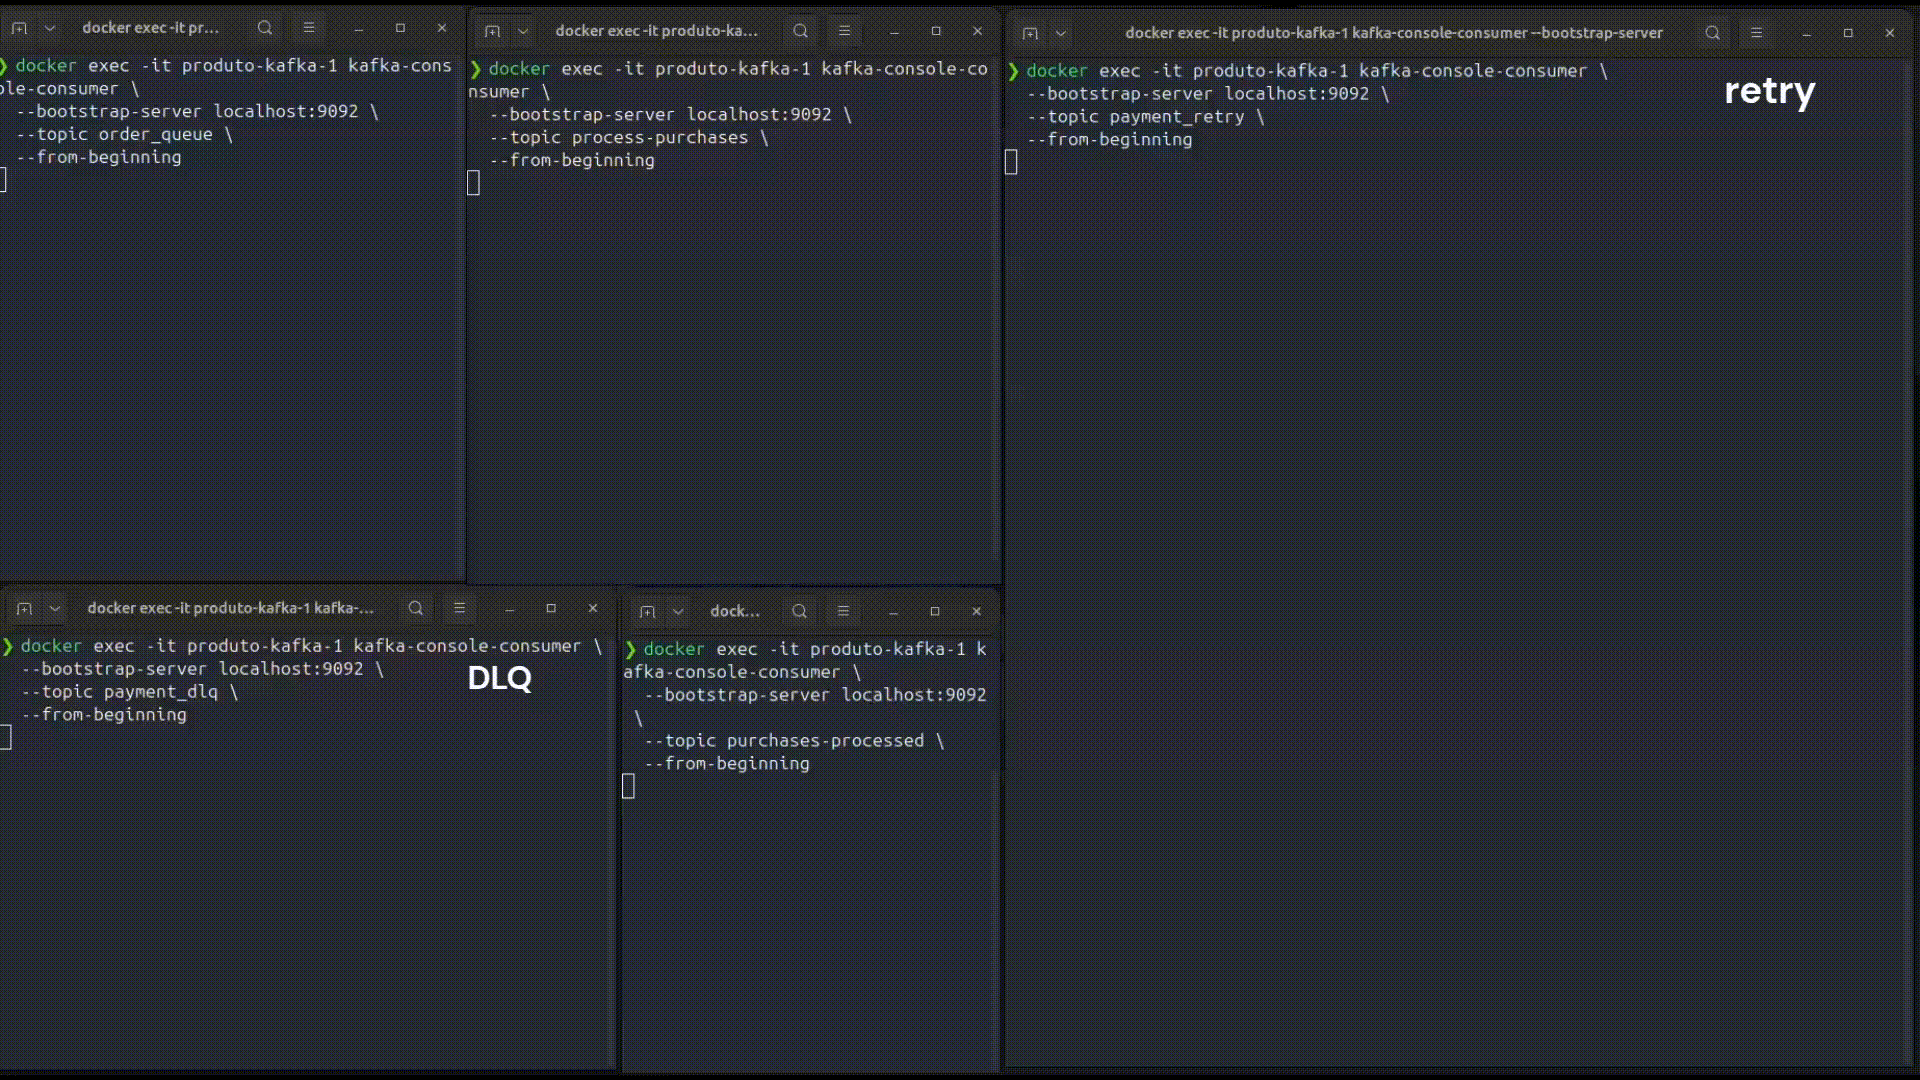 docker exec -it pr...
❯ docker exec -it produto-kafka-1 kafka-cons
ole-consumer \
--bootstrap-server localhost:9092 \
--topic order_queue \
--from-beginning
docker exec -it produto-ka...
❯ docker exec -it produto-kafka-1 kafka-console-co
nsumer \
--bootstrap-server localhost:9092 \
--topic process-purchases \
--from-beginning
docker exec -it produto-kafka-1 kafka-console-consumer --bootstrap-server
❯ docker exec -it produto-kafka-1 kafka-console-consumer \
--bootstrap-server localhost:9092 \
--topic payment_retry \
--from-beginning
retry
docker exec -it produto-kafka-1 kafka-...
❯ docker exec -it produto-kafka-1 kafka-console-consumer \
--bootstrap-server localhost:9092 \
--topic payment_dlq \
--from-beginning
DLQ
dock...
❯ docker exec -it produto-kafka-1 k
afka-console-consumer \
--bootstrap-server localhost:9092
\
--topic purchases-processed \
--from-beginning